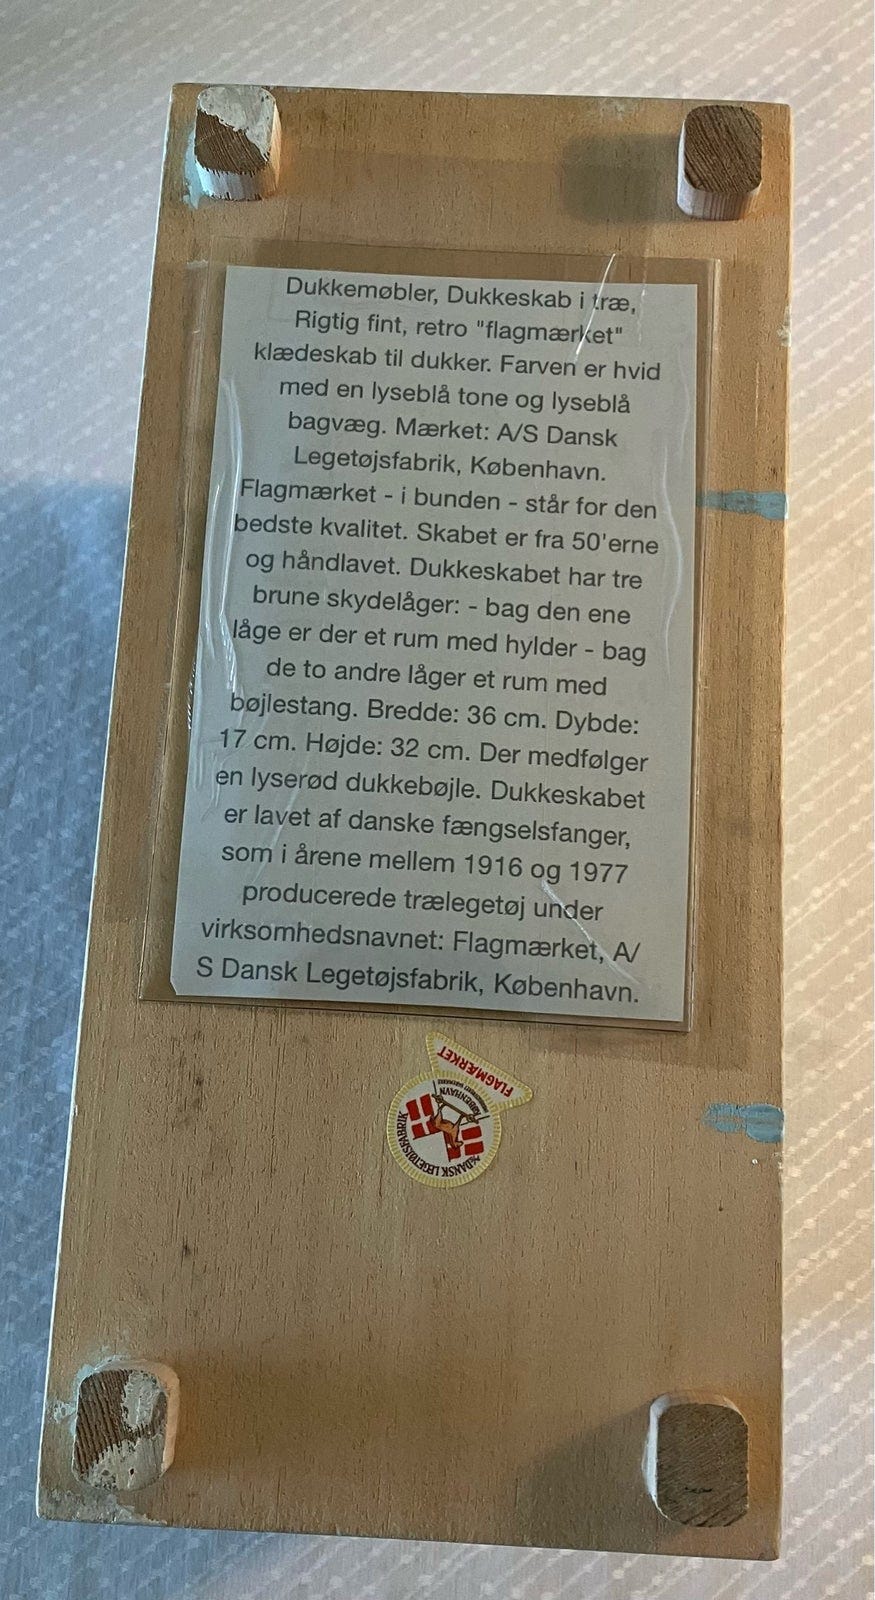 Dukkemøbler, Dukkeskab i træ,
Rigtig fint, retro "flagmærket"
klædeskab til dukker. Farven er hvid
med en lyseblå tone og lyseblå
bagvæg. Mærket: A/S Dansk
Legetøjsfabrik, København.
Flagmærket - i bunden - står for den
bedste kvalitet. Skabet er fra 50'erne
og håndlavet. Dukkeskabet har tre
brune skydelåger: - bag den ene
låge er der et rum med hylder - bag
de to andre låger et rum med
bøjlestang. Bredde: 36 cm. Dybde:
17 cm. Højde: 32 cm. Der medfølger
en lyserød dukkebøjle. Dukkeskabet
er lavet af danske fængselsfanger,
som i årene mellem 1916 og 1977
producerede trælegetøj under
virksomhedsnavnet: Flagmærket, A/
S Dansk Legetøjsfabrik, København.
FLAGMÆRKET
KØBENHAVN
A/S DANSK LEGETØJSFABRIK